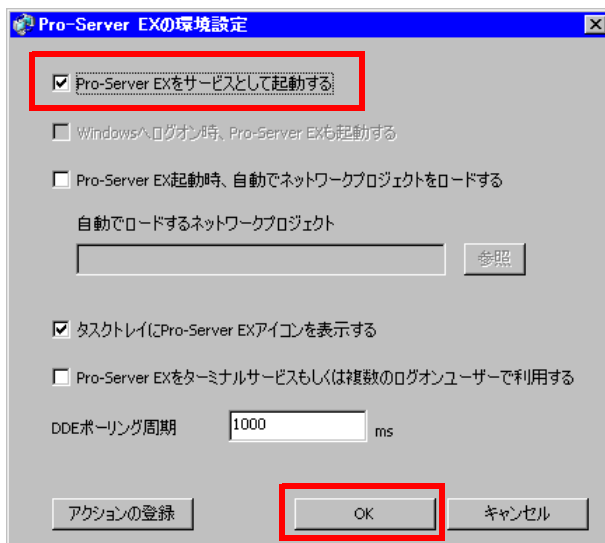 Pro-Server EXの環境設定
Pro-Server EXをサービスとして起動する
Windowsへログオン時、Pro-Server EXも起動する
Pro-Server EX起動時、自動でネットワークプロジェクトをロードする
自動でロードするネットワークプロジェクト
参照
タスクトレイにPro-Server EXアイコンを表示する
Pro-Server EXをターミナルサービスもしくは複数のログオンユーザーで利用する
DDEポーリング周期 1000 ms
アクションの登録 OK キャンセル